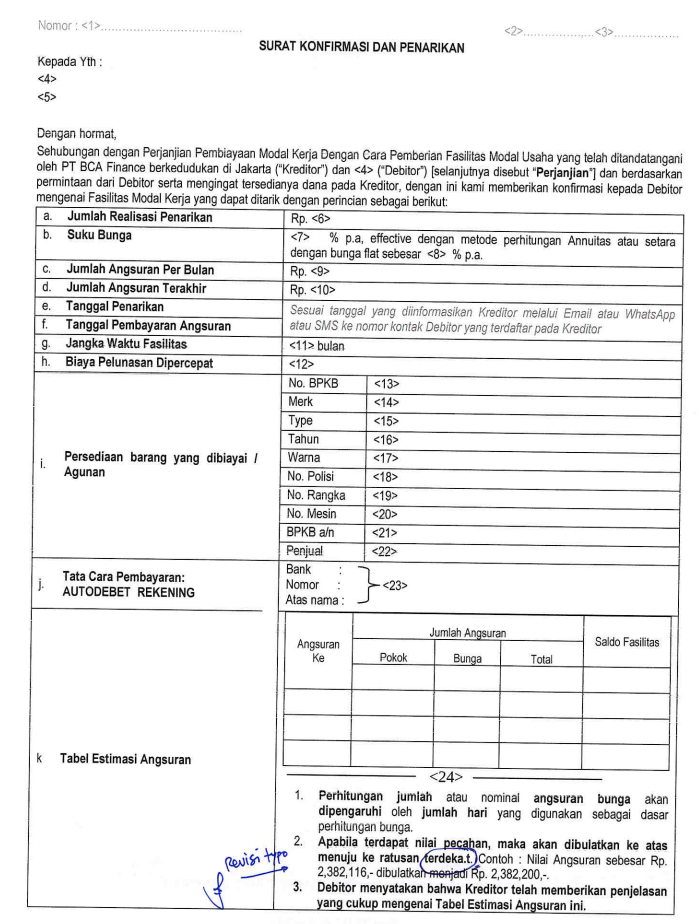 Nomor : <1>......................................
<2>..................,....<3>..................
SURAT KONFIRMASI DAN PENARIKAN
Kepada Yth :
<4>
<5>
Dengan hormat,
Sehubungan dengan Perjanjian Pembiayaan Modal Kerja Dengan Cara Pemberian Fasilitas Modal Usaha yang telah ditandatangani
oleh PT BCA Finance berkedudukan di Jakarta ("Kreditor") dan <4> ("Debitor") [selanjutnya disebut "Perjanjian"] dan berdasarkan
permintaan dari Debitor serta mengingat tersedianya dana pada Kreditor, dengan ini kami memberikan konfirmasi kepada Debitor
mengenai Fasilitas Modal Kerja yang dapat ditarik dengan perincian sebagai berikut:
a. Jumlah Realisasi Penarikan Rp. <6>
b. Suku Bunga <7> % p.a, effective dengan metode perhitungan Annuitas atau setara
dengan bunga flat sebesar <8> % p.a.
c. Jumlah Angsuran Per Bulan Rp. <9>
d. Jumlah Angsuran Terakhir Rp. <10>
e. Tanggal Penarikan
f. Tanggal Pembayaran Angsuran
Sesuai tanggal yang diinformasikan Kreditor melalui Email atau WhatsApp
atau SMS ke nomor kontak Debitor yang terdaftar pada Kreditor
g. Jangka Waktu Fasilitas <11> bulan
h. Biaya Pelunasan Dipercepat <12>
i. Persediaan barang yang dibiayai /
Agunan
No. BPKB <13>
Merk <14>
Type <15>
Tahun <16>
Warna <17>
No. Polisi <18>
No. Rangka <19>
No. Mesin <20>
BPKB a/n <21>
Penjual <22>
j. Tata Cara Pembayaran:
AUTODEBET REKENING
Bank :
Nomor : <23>
Atas nama :
k Tabel Estimasi Angsuran
Angsuran
Ke
Jumlah Angsuran
Pokok Bunga Total
Saldo Fasilitas
<24>
1. Perhitungan jumlah atau nominal angsuran bunga akan
dipengaruhi oleh jumlah hari yang digunakan sebagai dasar
perhitungan bunga.
2. Apabila terdapat nilai pecahan, maka akan dibulatkan ke atas
menuju ke ratusan terdeka.t. Contoh : Nilai Angsuran sebesar Rp.
2,382,116,- dibulatkan menjadi Rp. 2,382,200,-.
3. Debitor menyatakan bahwa Kreditor telah memberikan penjelasan
yang cukup mengenai Tabel Estimasi Angsuran ini.
Revisi typo